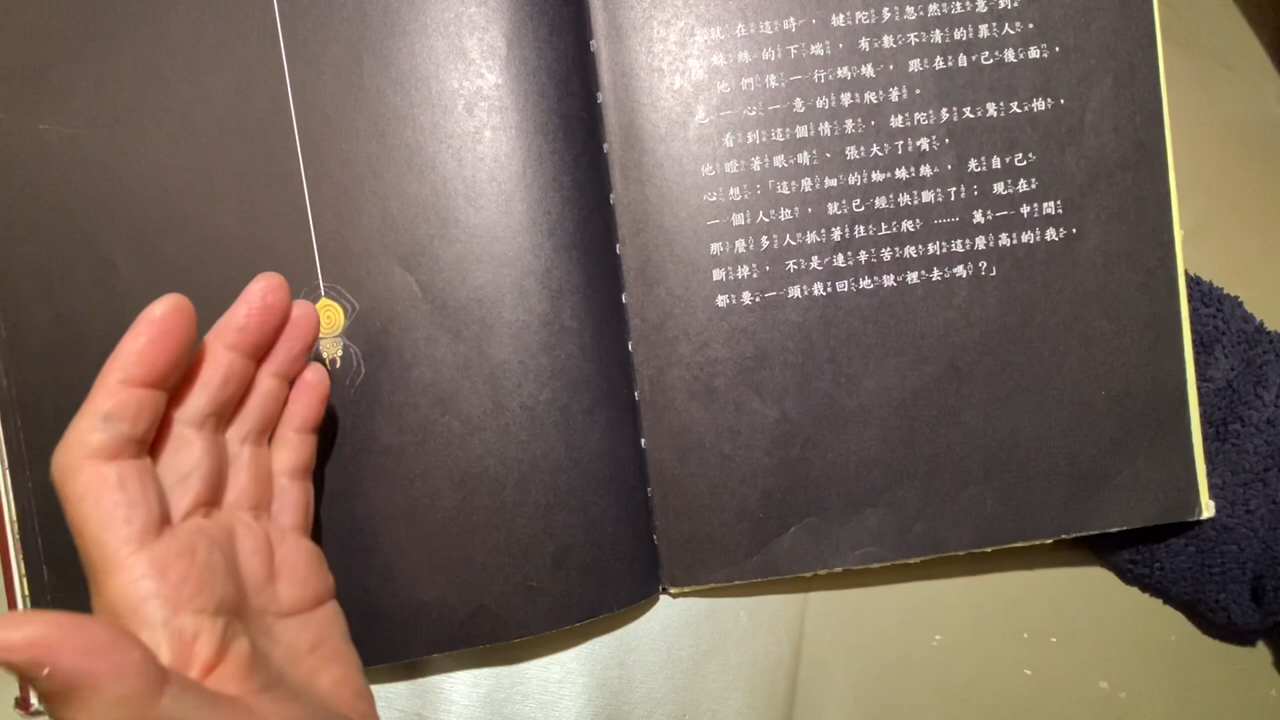 就在這時，犍陀多忽然注意到
蛛絲的下端，有數不清的罪人。
他們像一行螞蟻，跟在自己後面，
也一心一意的攀爬著。
看到這個情景，犍陀多又驚又怕，
他瞪著眼睛、張大了嘴，
心想：「這麼細的蜘蛛絲，光自己
一個人拉，就已經快斷了；現在
那麼多人抓著往上爬……萬一中間
斷掉，不是連辛苦爬到這麼高的我，
都要一頭栽回地獄裡去嗎？」